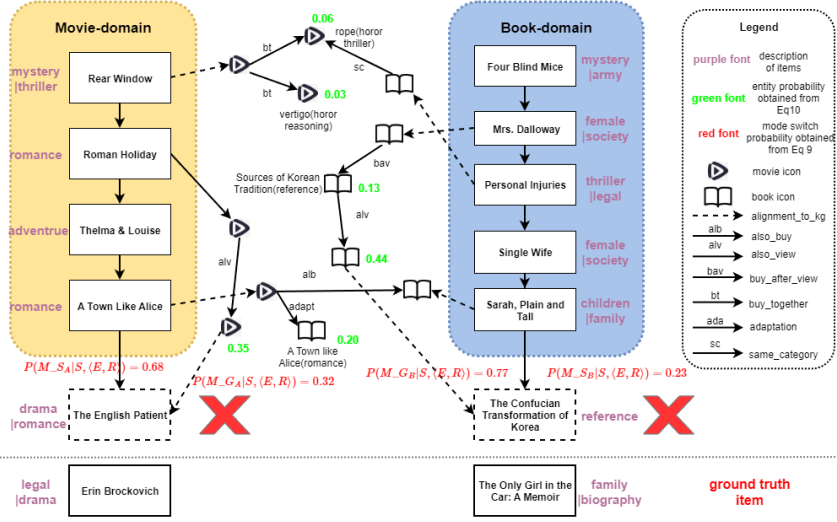 Movie-domain
mystery
|thriller
Rear Window
romance
Roman Holiday
adventrue
Thelma & Louise
romance
A Town Like Alice
P(M_S_A|S,⟨E,R⟩) = 0.68
drama
|romance
The English Patient
legal
|drama
Erin Brockovich
0.06
rope(horor
thriller)
bt
bt
sc
0.03
vertigo(horor
reasoning)
bav
Sources of Korean
Tradition(reference)
0.13
alv
0.44
alv
alb
adapt
0.35
0.20
A Town like
Alice(romance)
P(M_G_A|S,⟨E,R⟩) = 0.32
P(M_G_B|S,⟨E,R⟩) = 0.77
Book-domain
Four Blind Mice
mystery
|army
Mrs. Dalloway
female
|society
Personal Injuries
thriller
|legal
Single Wife
female
|society
Sarah, Plain and
Tall
children
|family
P(M_S_B|S,⟨E,R⟩) = 0.23
The Confucian
Transformation of
Korea
reference
The Only Girl in the
Car: A Memoir
family
|biography
ground truth
item
Legend
purple font
description
of items
green font
entity probability
obtained from
Eq10
red font
mode switch
probability obtained
from Eq 9
movie icon
book icon
alignment_to_kg
alb
also_buy
alv
also_view
bav
buy_after_view
bt
buy_together
ada
adaptation
sc
same_category